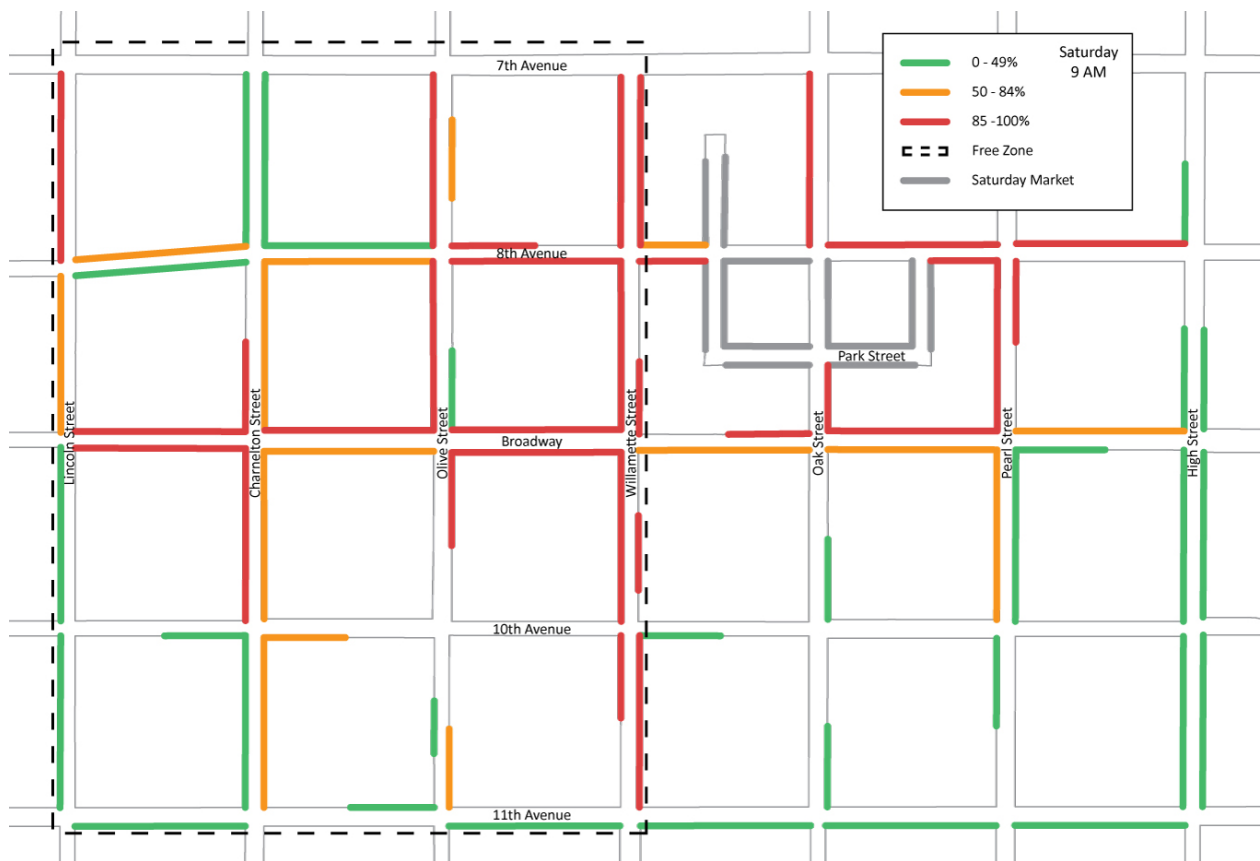 Saturday
9 AM
0 - 49%
50 - 84%
85 -100%
Free Zone
Saturday Market
7th Avenue
8th Avenue
Park Street
Lincoln Street
Charnelton Street
Olive Street
Broadway
Willamette Street
Oak Street
Pearl Street
High Street
10th Avenue
11th Avenue